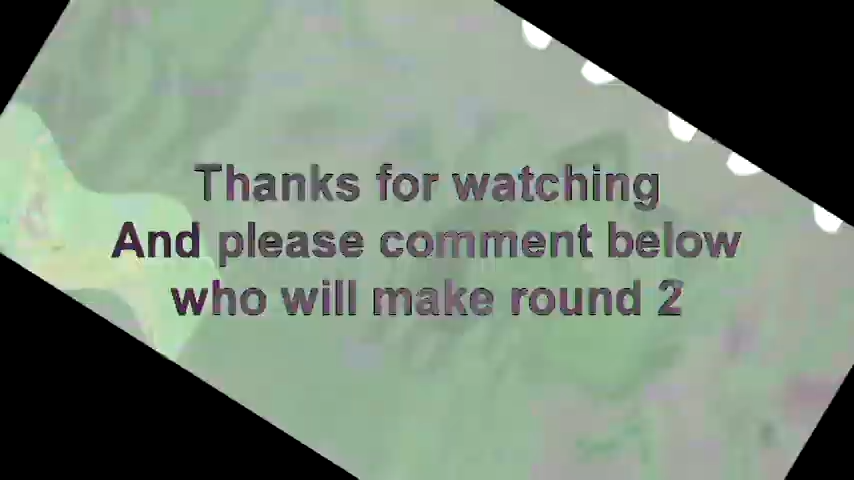 Thanks for watching
And please comment below
who will make round 2